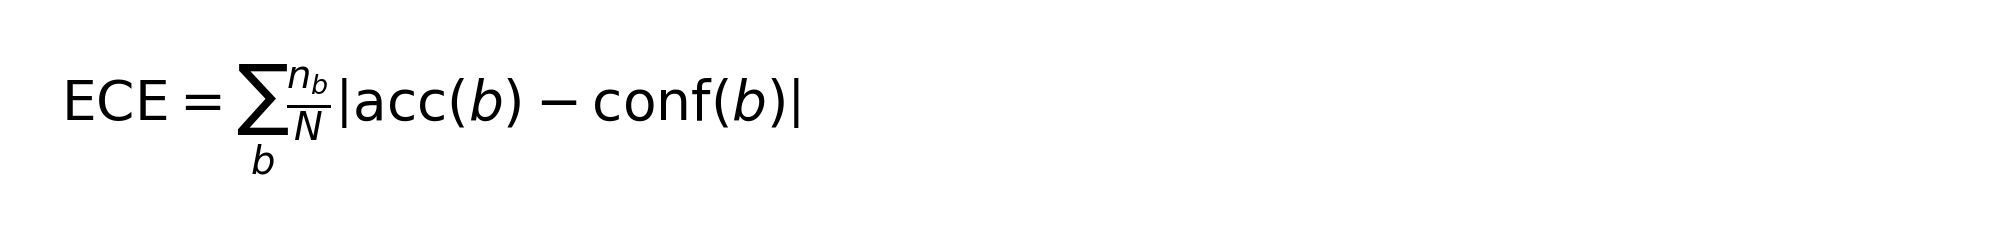 ECE = ∑_b n_b/N |acc(b) − conf(b)|